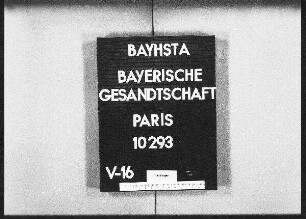 BAYHSTA
BAYERISCHE
GESANDTSCHAFT
PARIS
10293
V-16